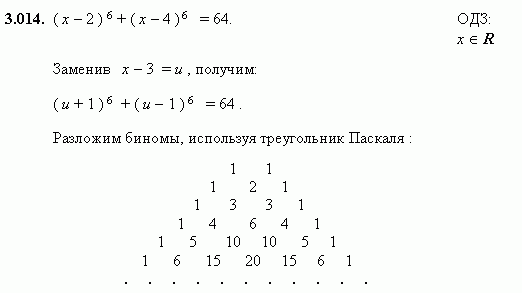 3.014. ( x – 2 ) ⁶ + ( x – 4 ) ⁶ = 64. ОДЗ:
x ∈ R
Заменив x – 3 = u , получим:
( u + 1 ) ⁶ + ( u – 1 ) ⁶ = 64 .
Разложим биномы, используя треугольник Паскаля :
1 1
1 2 1
1 3 3 1
1 4 6 4 1
1 5 10 10 5 1
1 6 15 20 15 6 1
. . . . . . . . . . . .